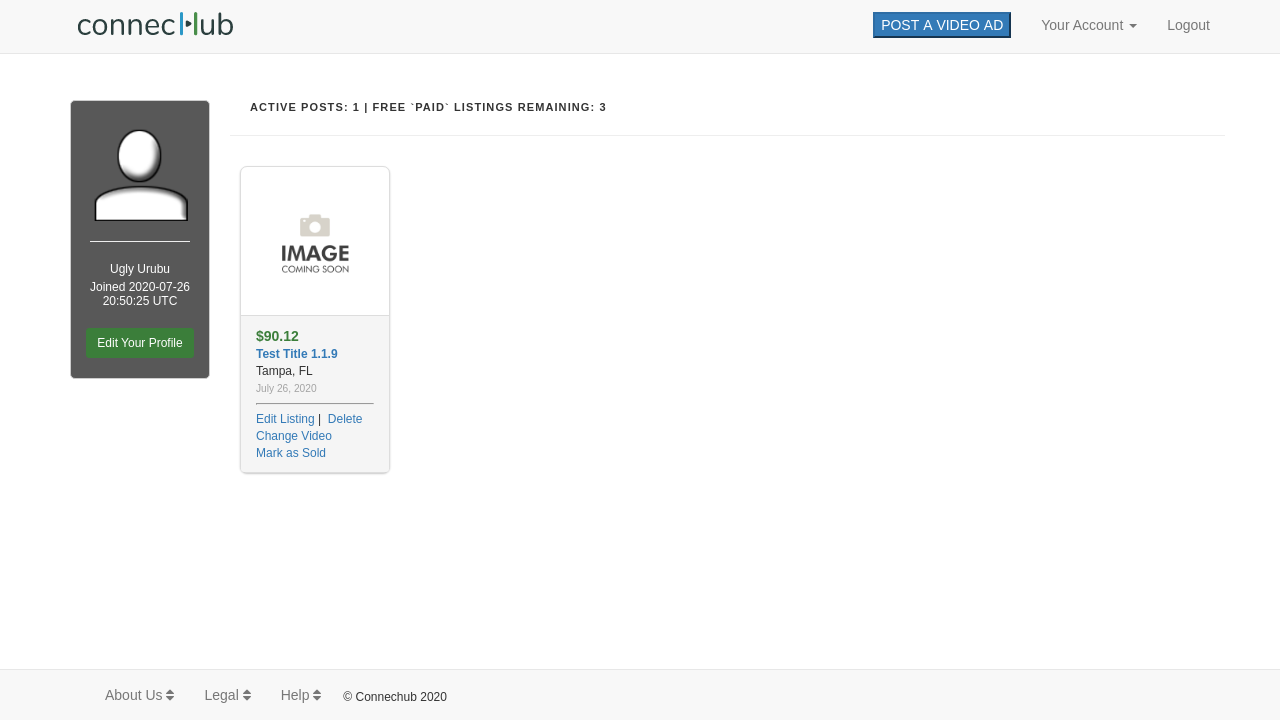 connecHub
POST A VIDEO AD
Your Account
Logout
ACTIVE POSTS: 1 | FREE `PAID` LISTINGS REMAINING: 3
Ugly Urubu
Joined 2020-07-26
20:50:25 UTC
Edit Your Profile
IMAGE
COMING SOON
$90.12
Test Title 1.1.9
Tampa, FL
July 26, 2020
Edit Listing | Delete
Change Video
Mark as Sold
About Us
Legal
Help
© Connechub 2020